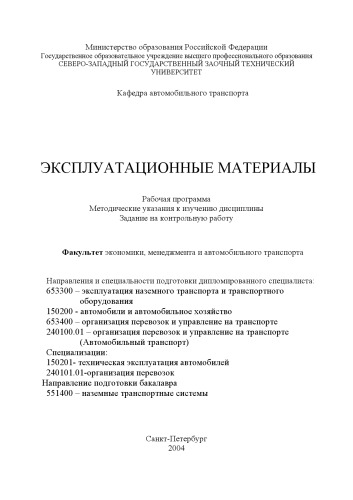 Министерство образования Российской Федерации
Государственное образовательное учреждение высшего профессионального образования
СЕВЕРО-ЗАПАДНЫЙ ГОСУДАРСТВЕННЫЙ ЗАОЧНЫЙ ТЕХНИЧЕСКИЙ
УНИВЕРСИТЕТ
Кафедра автомобильного транспорта
ЭКСПЛУАТАЦИОННЫЕ МАТЕРИАЛЫ
Рабочая программа
Методические указания к изучению дисциплины
Задание на контрольную работу
Факультет экономики, менеджмента и автомобильного транспорта
Направления и специальности подготовки дипломированного специалиста:
653300 – эксплуатация наземного транспорта и транспортного
оборудования
150200 - автомобили и автомобильное хозяйство
653400 – организация перевозок и управление на транспорте
240100.01 – организация перевозок и управление на транспорте
(Автомобильный транспорт)
Специализации:
150201- техническая эксплуатация автомобилей
240101.01-организация перевозок
Направление подготовки бакалавра
551400 – наземные транспортные системы
Санкт-Петербург
2004